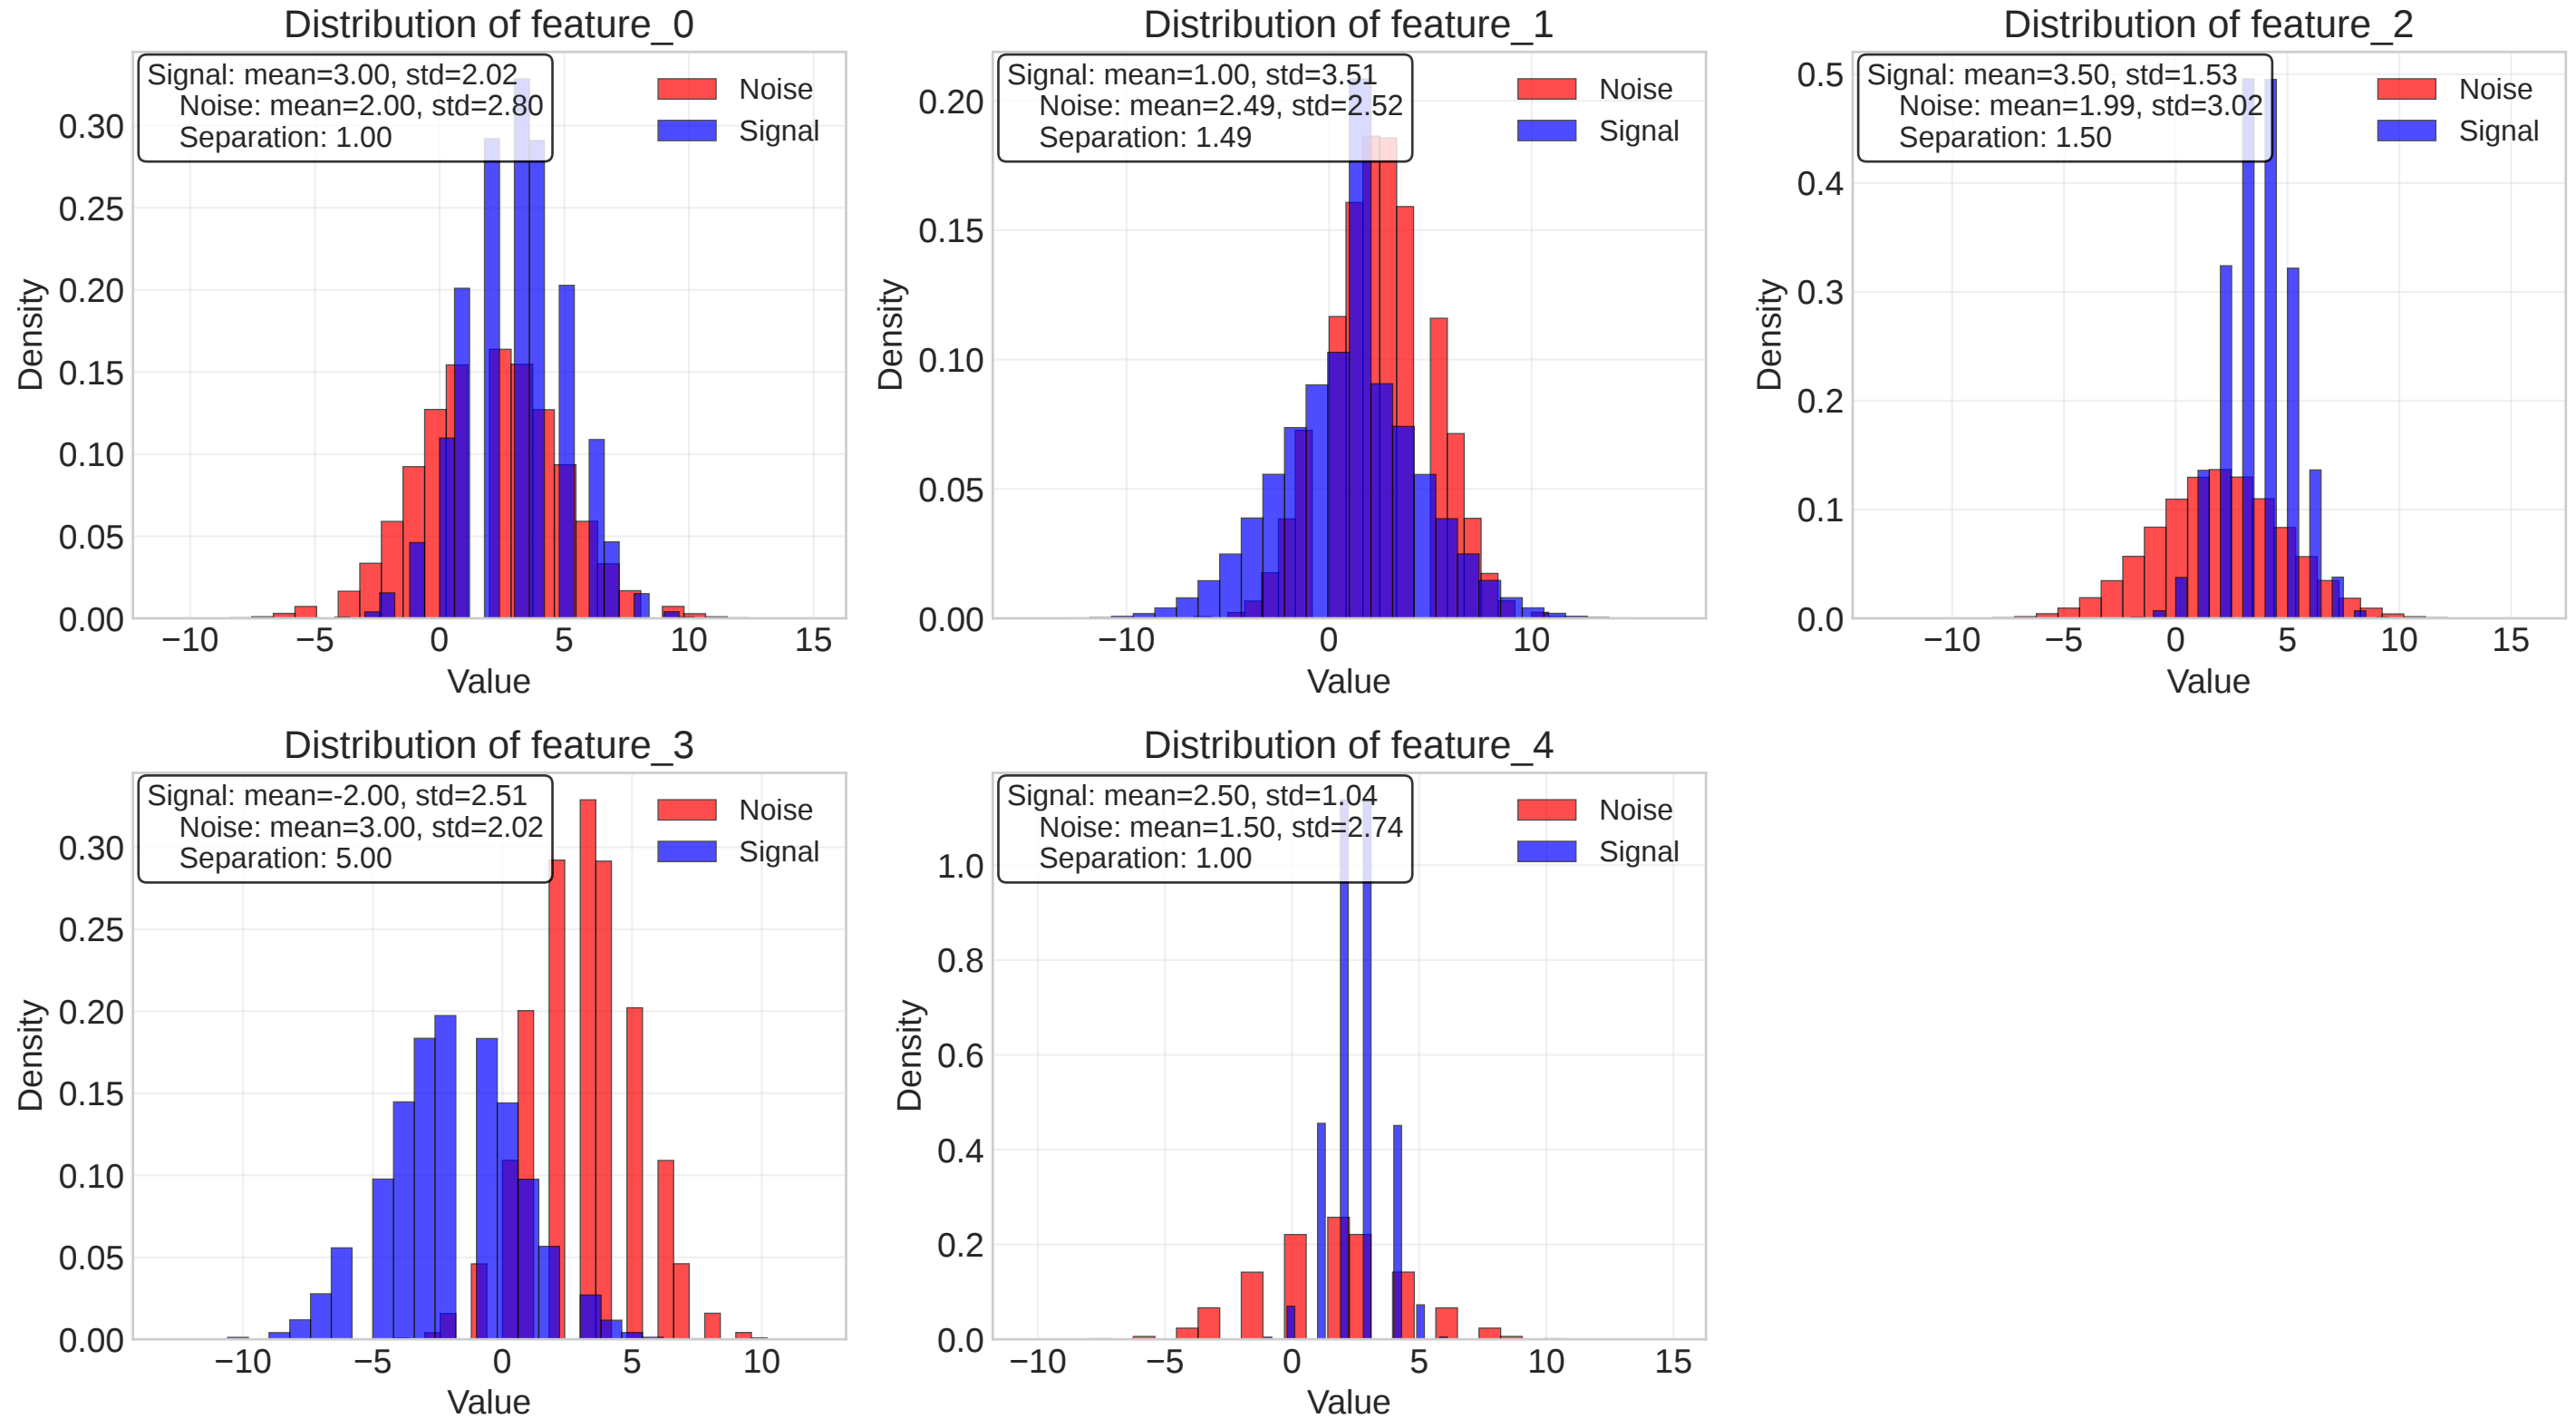 Distribution of feature_0
Signal: mean=3.00, std=2.02
Noise: mean=2.00, std=2.80
Separation: 1.00
Noise
Signal
0.30
0.25
0.20
0.15
0.10
0.05
0.00
Density
−10 −5 0 5 10 15
Value
Distribution of feature_1
Signal: mean=1.00, std=3.51
Noise: mean=2.49, std=2.52
Separation: 1.49
Noise
Signal
0.20
0.15
0.10
0.05
0.00
Density
−10 0 10
Value
Distribution of feature_2
Signal: mean=3.50, std=1.53
Noise: mean=1.99, std=3.02
Separation: 1.50
Noise
Signal
0.5
0.4
0.3
0.2
0.1
0.0
Density
−10 −5 0 5 10 15
Value
Distribution of feature_3
Signal: mean=-2.00, std=2.51
Noise: mean=3.00, std=2.02
Separation: 5.00
Noise
Signal
0.30
0.25
0.20
0.15
0.10
0.05
0.00
Density
−10 −5 0 5 10
Value
Distribution of feature_4
Signal: mean=2.50, std=1.04
Noise: mean=1.50, std=2.74
Separation: 1.00
Noise
Signal
1.0
0.8
0.6
0.4
0.2
0.0
Density
−10 −5 0 5 10 15
Value